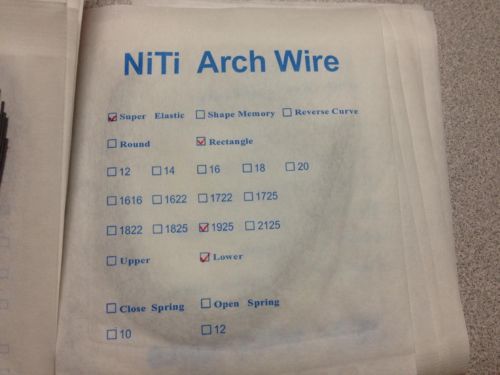 NiTi Arch Wire
Super Elastic Shape Memory Reverse Curve
Round Rectangle
12 14 16 18 20
1616 1622 1722 1725
1822 1825 1925 2125
Upper Lower
Close Spring Open Spring
10 12